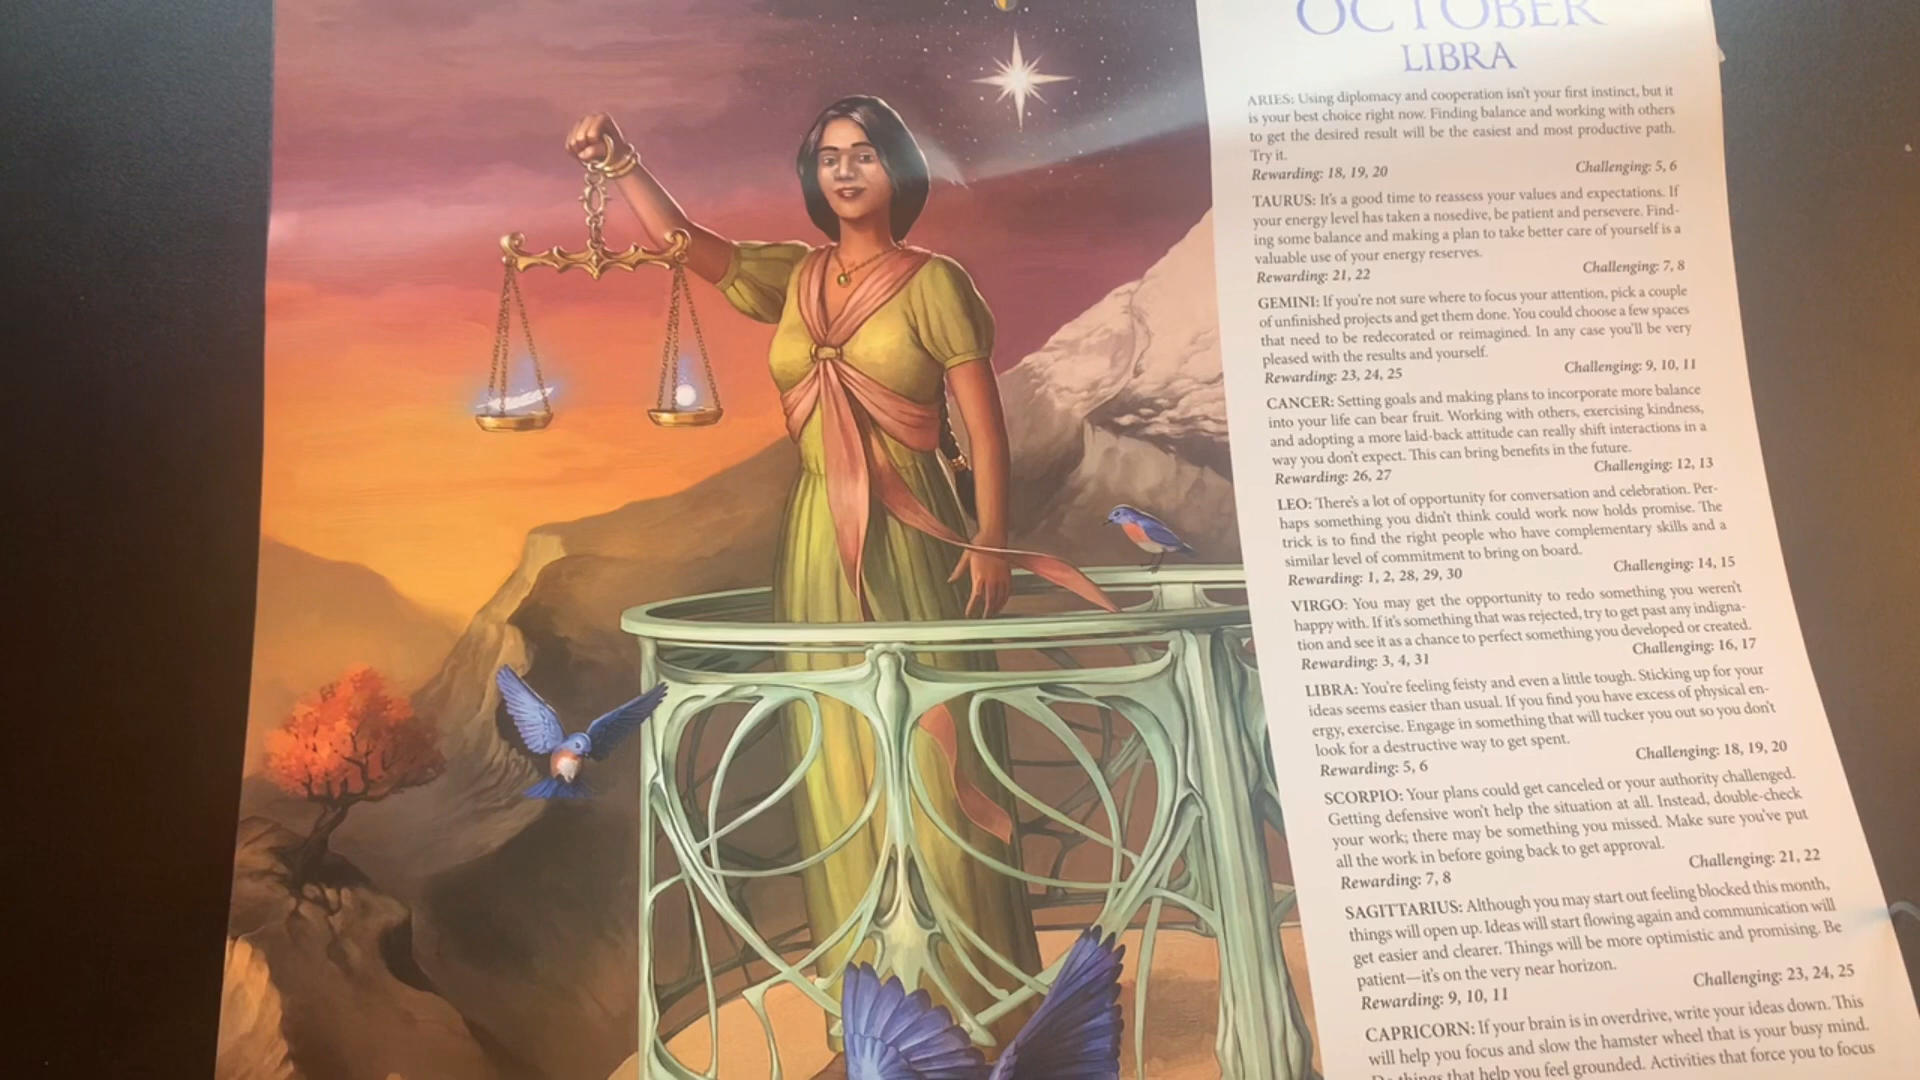 OCTOBER
LIBRA
ARIES: Using diplomacy and cooperation isn't your first instinct, but it
is your best choice right now. Finding balance and working with others
to get the desired result will be the easiest and most productive path.
Try it.
Rewarding: 18, 19, 20 Challenging: 5, 6
TAURUS: It's a good time to reassess your values and expectations. If
your energy level has taken a nosedive, be patient and persevere. Find-
ing some balance and making a plan to take better care of yourself is a
valuable use of your energy reserves.
Rewarding: 21, 22 Challenging: 7, 8
GEMINI: If you're not sure where to focus your attention, pick a couple
of unfinished projects and get them done. You could choose a few spaces
that need to be redecorated or reimagined. In any case you'll be very
pleased with the results and yourself.
Rewarding: 23, 24, 25 Challenging: 9, 10, 11
CANCER: Setting goals and making plans to incorporate more balance
into your life can bear fruit. Working with others, exercising kindness,
and adopting a more laid-back attitude can really shift interactions in a
way you don't expect. This can bring benefits in the future.
Rewarding: 26, 27 Challenging: 12, 13
LEO: There's a lot of opportunity for conversation and celebration. Per-
haps something you didn't think could work now holds promise. The
trick is to find the right people who have complementary skills and a
similar level of commitment to bring on board.
Rewarding: 1, 2, 28, 29, 30 Challenging: 14, 15
VIRGO: You may get the opportunity to redo something you weren't
happy with. If it's something that was rejected, try to get past any indigna-
tion and see it as a chance to perfect something you developed or created.
Rewarding: 3, 4, 31 Challenging: 16, 17
LIBRA: You're feeling feisty and even a little tough. Sticking up for your
ideas seems easier than usual. If you find you have excess of physical en-
ergy, exercise. Engage in something that will tucker you out so you don't
look for a destructive way to get spent.
Rewarding: 5, 6 Challenging: 18, 19, 20
SCORPIO: Your plans could get canceled or your authority challenged.
Getting defensive won't help the situation at all. Instead, double-check
your work; there may be something you missed. Make sure you've put
all the work in before going back to get approval.
Rewarding: 7, 8 Challenging: 21, 22
SAGITTARIUS: Although you may start out feeling blocked this month,
things will open up. Ideas will start flowing again and communication will
get easier and clearer. Things will be more optimistic and promising. Be
patient—it's on the very near horizon.
Rewarding: 9, 10, 11 Challenging: 23, 24, 25
CAPRICORN: If your brain is in overdrive, write your ideas down. This
will help you focus and slow the hamster wheel that is your busy mind.
things that help you feel grounded. Activities that force you to focus